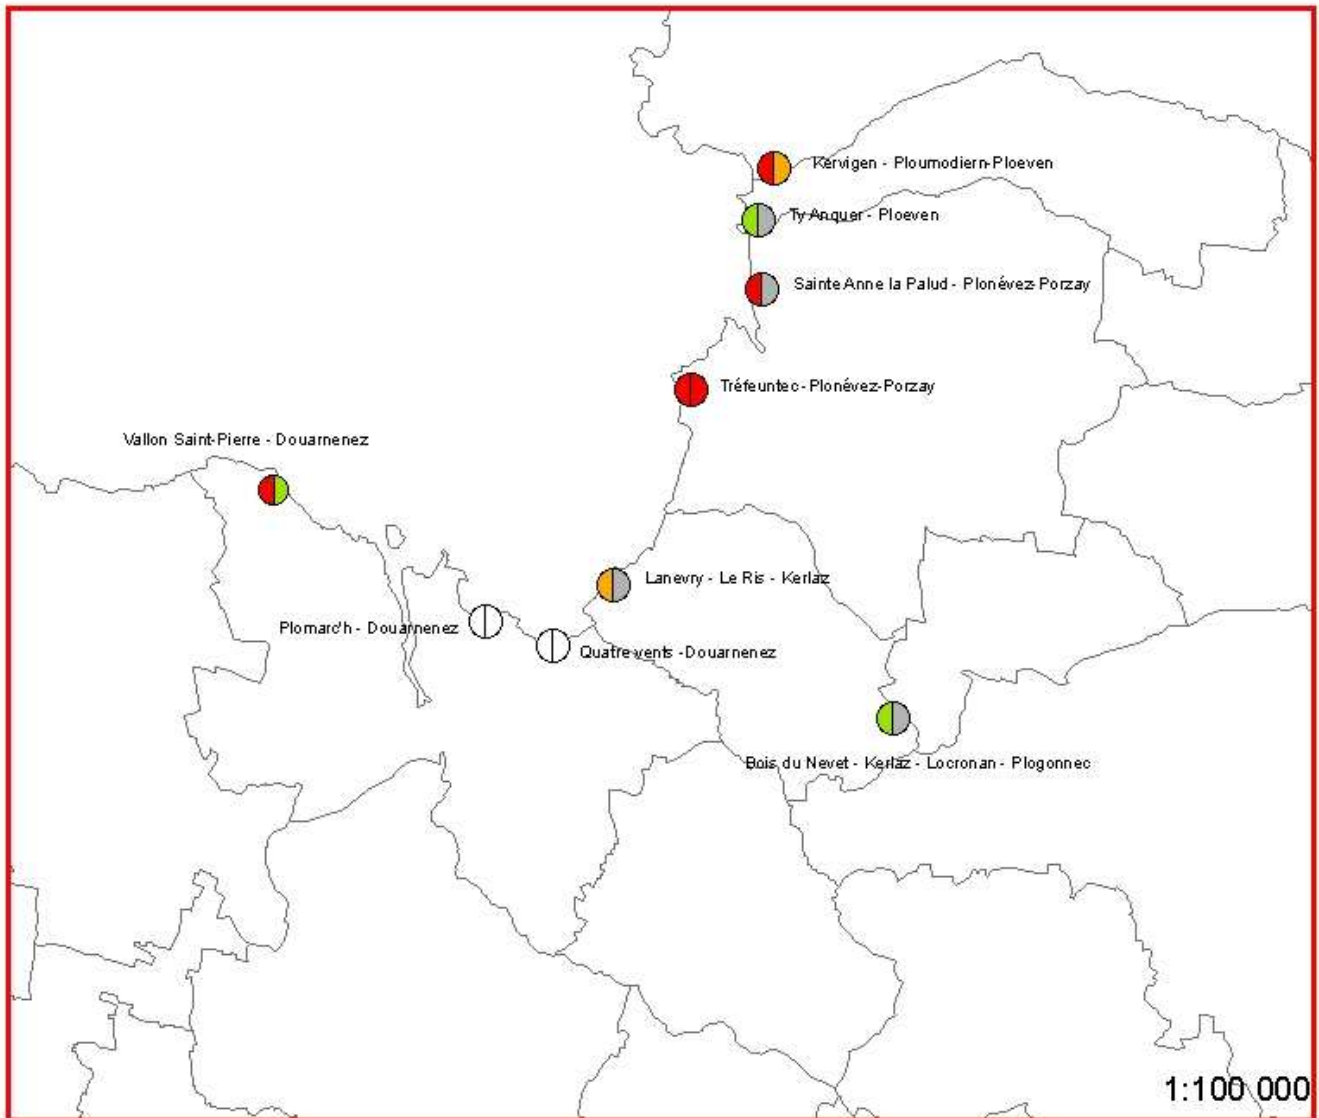 Kervigen - Ploumodiern-Ploeven
Ty Anquer - Ploeven
Sainte Anne la Palud - Plonévez-Porzay
Tréfeuntec - Plonévez-Porzay
Vallon Saint-Pierre - Douarnenez
Lanevry - Le Ris - Kerlaz
Plomarc'h - Douarnenez
Quatre vents - Douarnenez
Bois du Nevet - Kerlaz - Locronan - Plogonnec
1:100 000